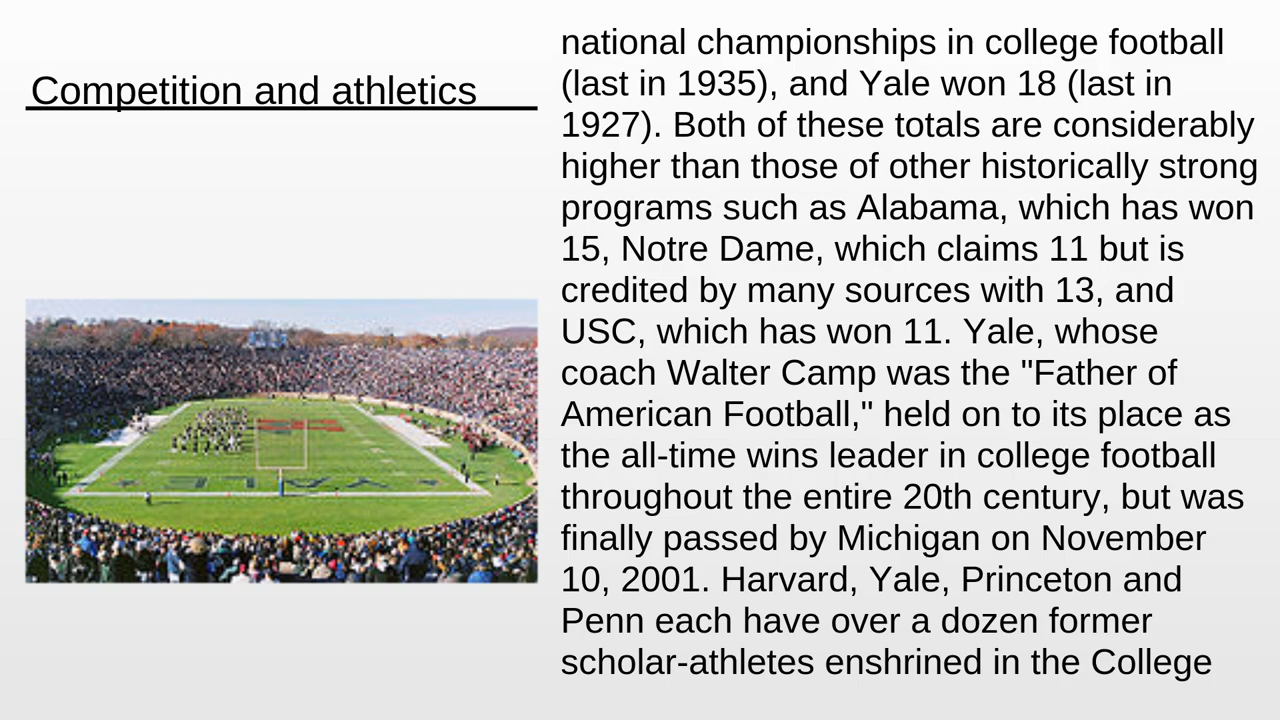 Competition and athletics
national championships in college football
(last in 1935), and Yale won 18 (last in
1927). Both of these totals are considerably
higher than those of other historically strong
programs such as Alabama, which has won
15, Notre Dame, which claims 11 but is
credited by many sources with 13, and
USC, which has won 11. Yale, whose
coach Walter Camp was the "Father of
American Football," held on to its place as
the all-time wins leader in college football
throughout the entire 20th century, but was
finally passed by Michigan on November
10, 2001. Harvard, Yale, Princeton and
Penn each have over a dozen former
scholar-athletes enshrined in the College
YALE